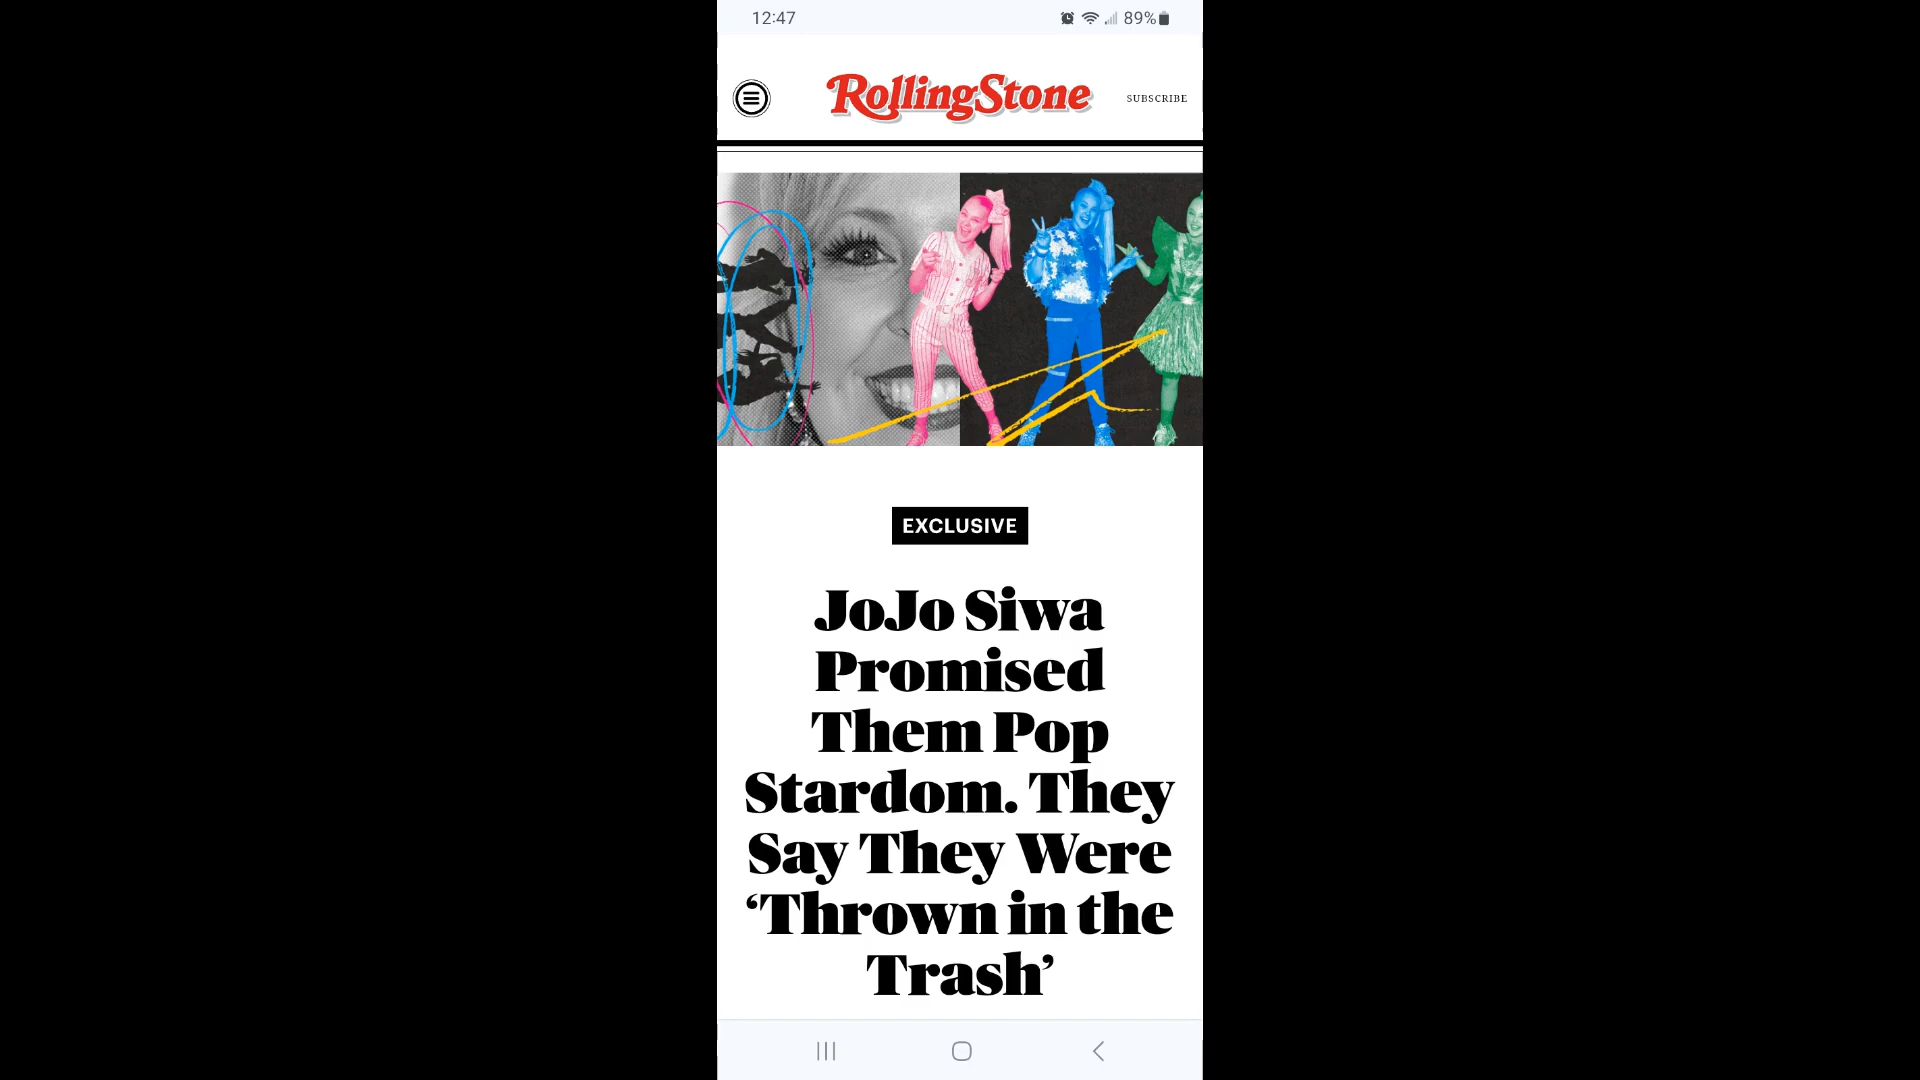 12:47
89%
RollingStone
SUBSCRIBE
EXCLUSIVE
JoJo Siwa
Promised
Them Pop
Stardom. They
Say They Were
‘Thrown in the
Trash’